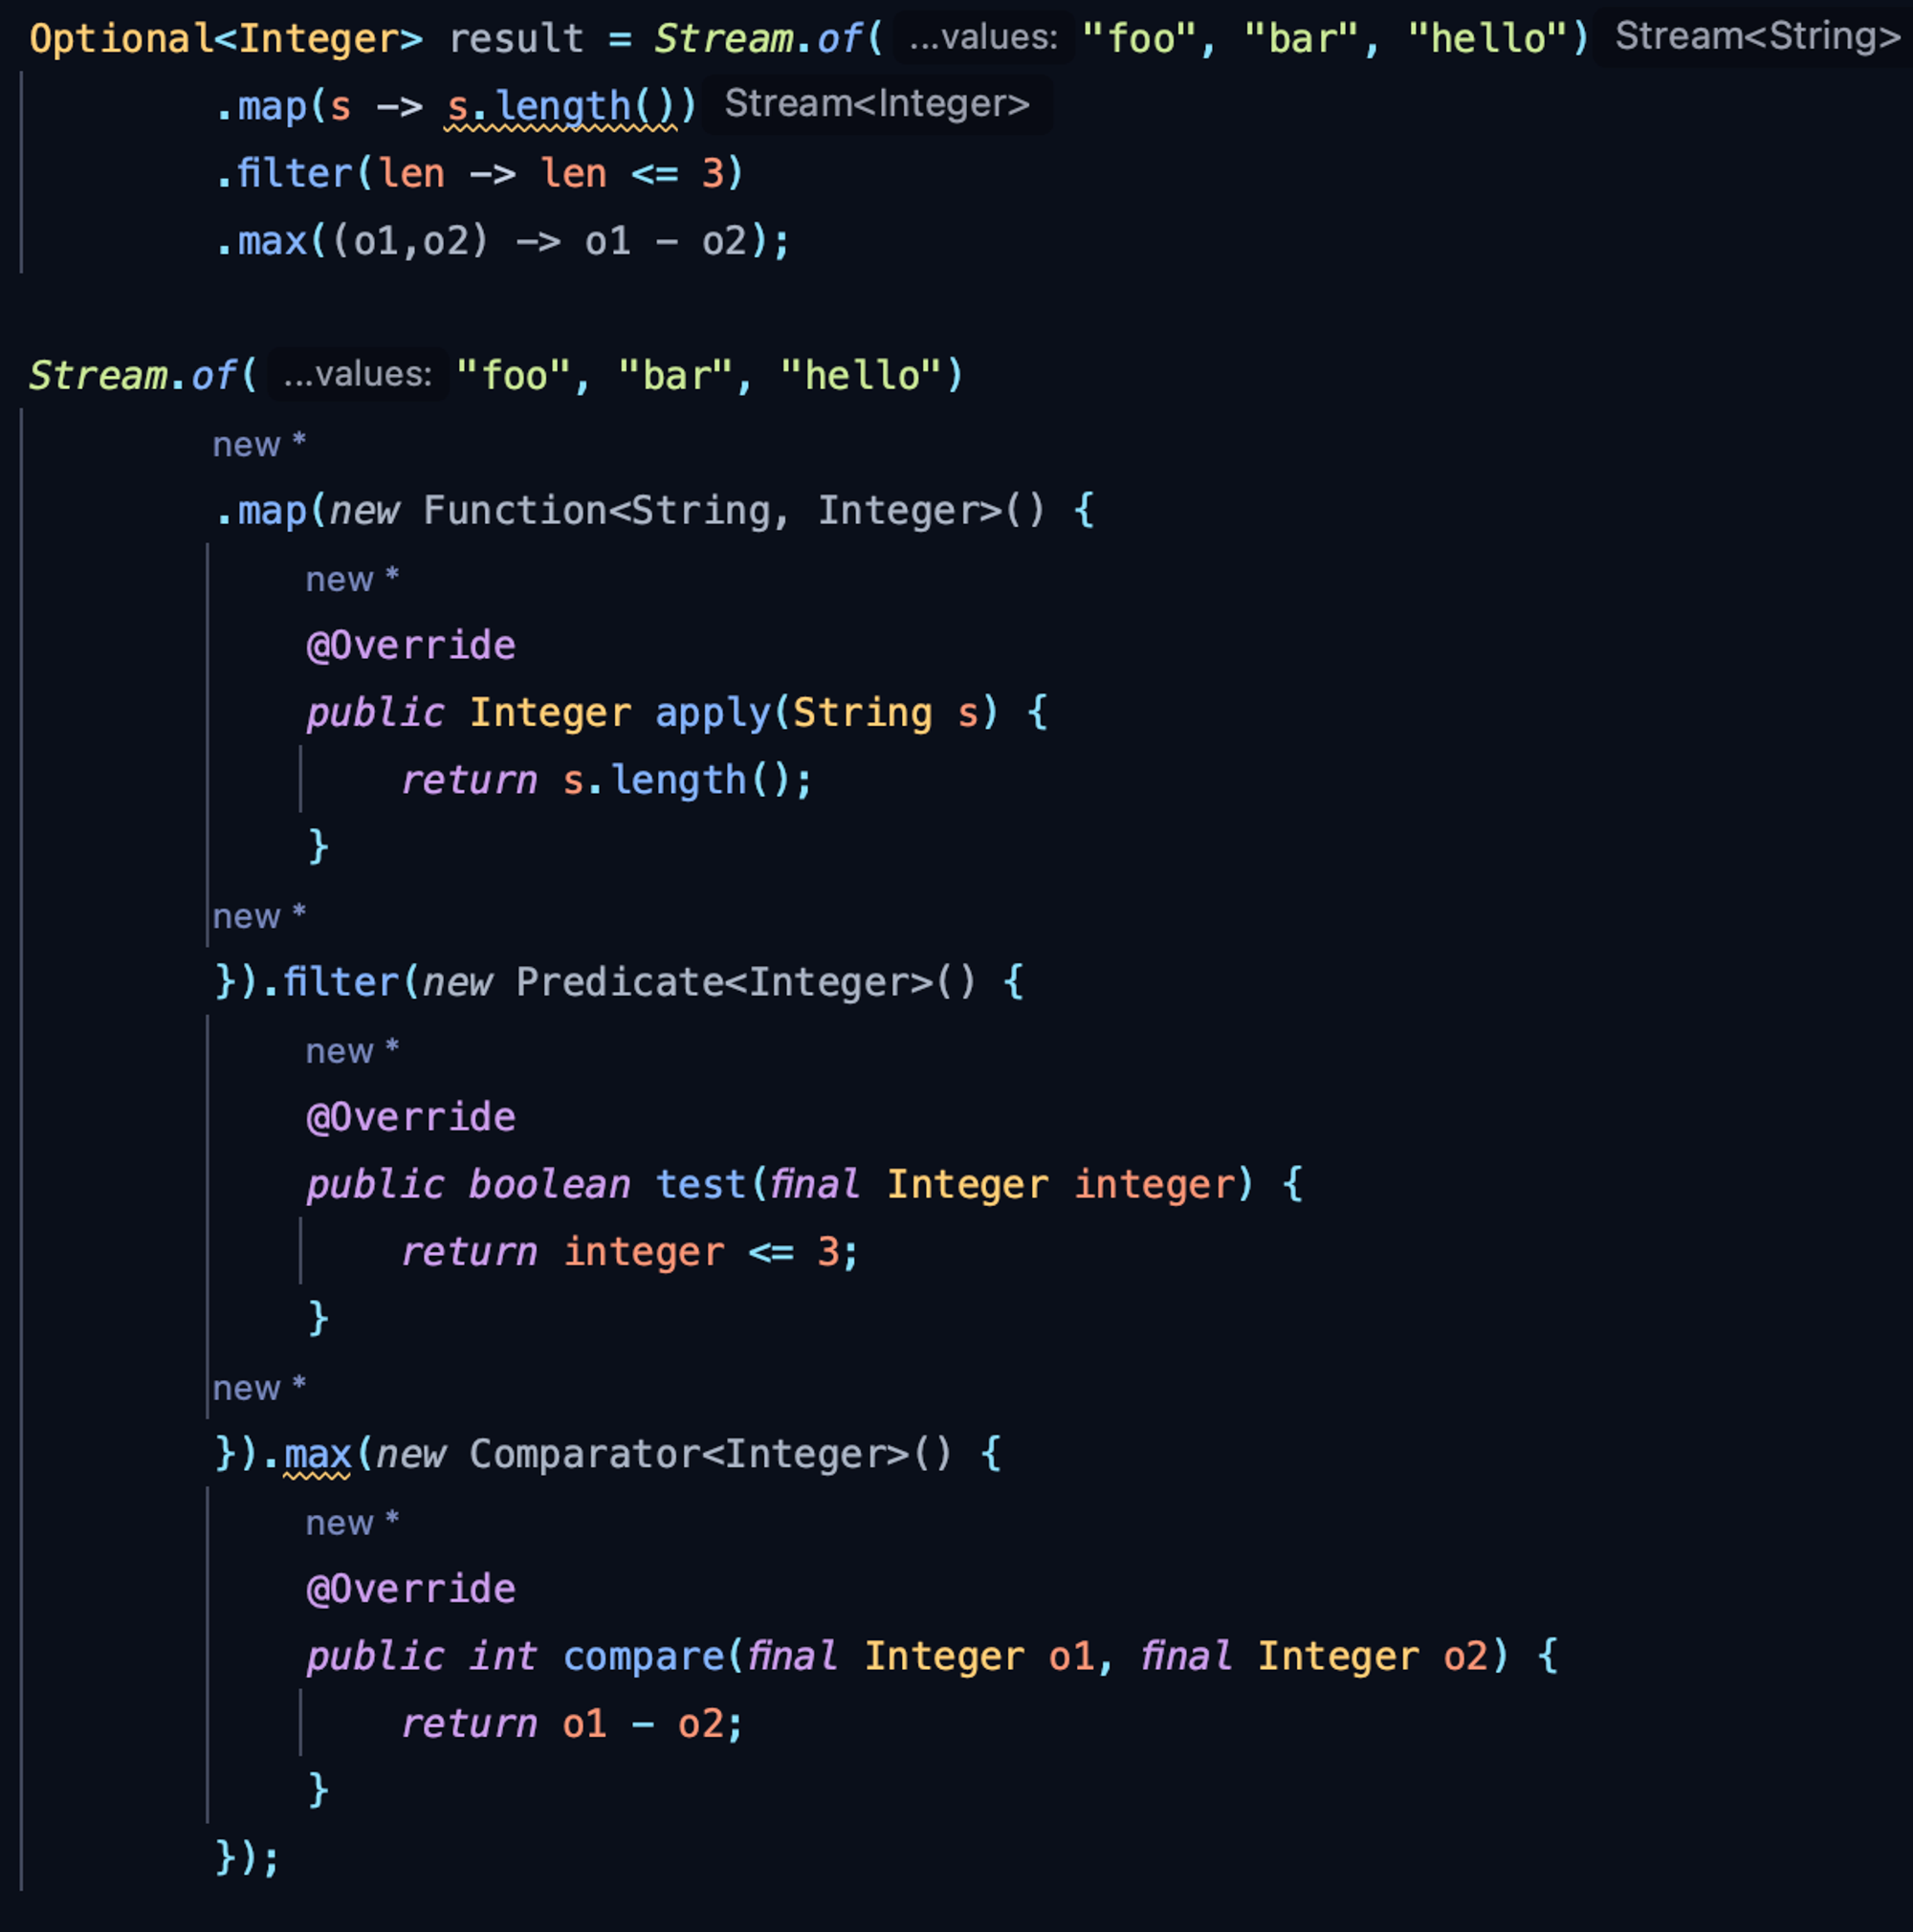 Optional<Integer> result = Stream.of( ...values: "foo", "bar", "hello") Stream<String>
.map(s -> s.length()) Stream<Integer>
.filter(len -> len <= 3)
.max((o1,o2) -> o1 - o2);
Stream.of( ...values: "foo", "bar", "hello")
new *
.map(new Function<String, Integer>() {
new *
@Override
public Integer apply(String s) {
return s.length();
}
new *
}).filter(new Predicate<Integer>() {
new *
@Override
public boolean test(final Integer integer) {
return integer <= 3;
}
new *
}).max(new Comparator<Integer>() {
new *
@Override
public int compare(final Integer o1, final Integer o2) {
return o1 - o2;
}
});